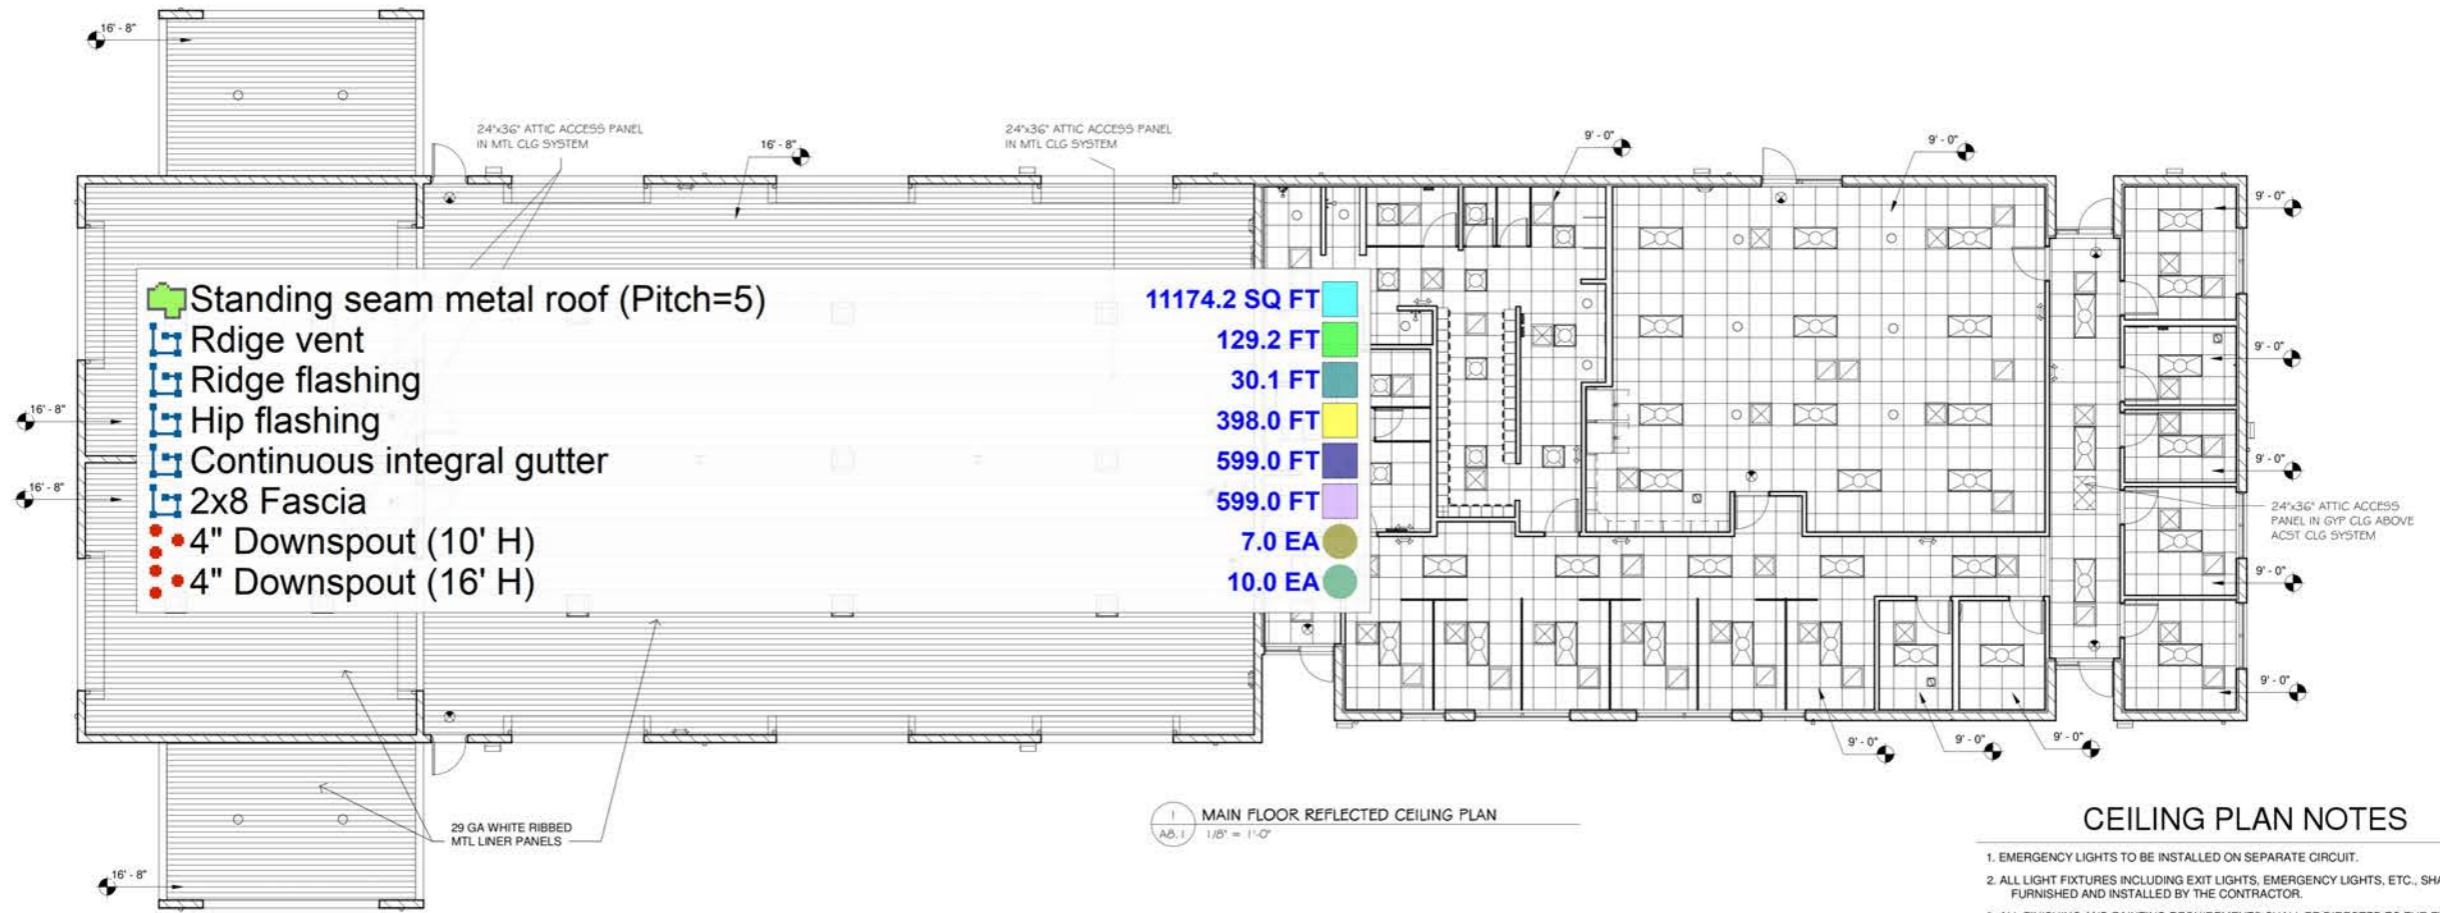 16' - 8"
24"x36" ATTIC ACCESS PANEL
IN MTL CLG SYSTEM
16' - 8"
24"x36" ATTIC ACCESS PANEL
IN MTL CLG SYSTEM
9' - 0"
9' - 0"
9' - 0"
Standing seam metal roof (Pitch=5) 11174.2 SQ FT
Rdige vent 129.2 FT
Ridge flashing 30.1 FT
Hip flashing 398.0 FT
Continuous integral gutter 599.0 FT
2x8 Fascia 599.0 FT
4" Downspout (10' H) 7.0 EA
4" Downspout (16' H) 10.0 EA
16' - 8"
16' - 8"
9' - 0"
9' - 0"
24"x36" ATTIC ACCESS
PANEL IN GYP CLG ABOVE
ACST CLG SYSTEM
9' - 0"
9' - 0"
9' - 0"
9' - 0"
9' - 0"
29 GA WHITE RIBBED
MTL LINER PANELS
16' - 8"
1
A8.1
MAIN FLOOR REFLECTED CEILING PLAN
1/8" = 1'-0"
CEILING PLAN NOTES
1. EMERGENCY LIGHTS TO BE INSTALLED ON SEPARATE CIRCUIT.
2. ALL LIGHT FIXTURES INCLUDING EXIT LIGHTS, EMERGENCY LIGHTS, ETC., SHA
FURNISHED AND INSTALLED BY THE CONTRACTOR.